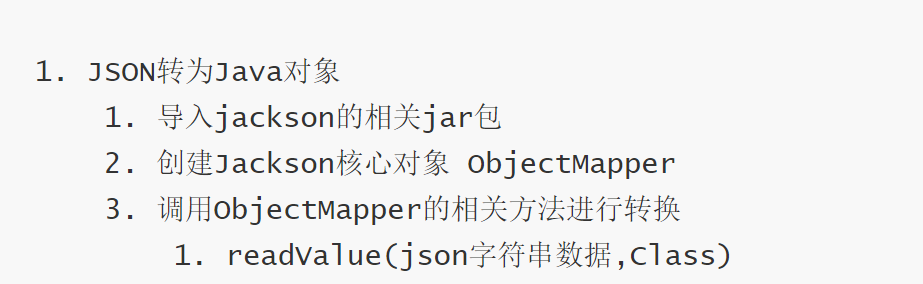 1. JSON转为Java对象
1. 导入jackson的相关jar包
2. 创建Jackson核心对象 ObjectMapper
3. 调用ObjectMapper的相关方法进行转换
1. readValue(json字符串数据,Class)